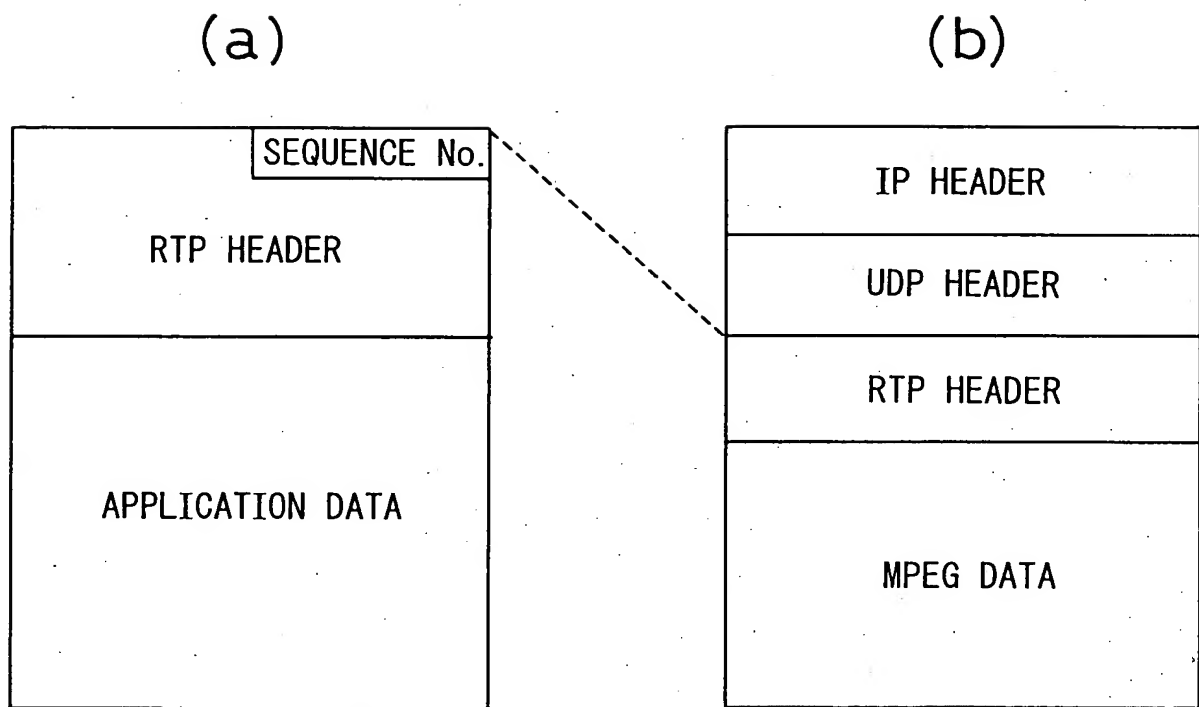 (a)
SEQUENCE No.
RTP HEADER
APPLICATION DATA
(b)
IP HEADER
UDP HEADER
RTP HEADER
MPEG DATA